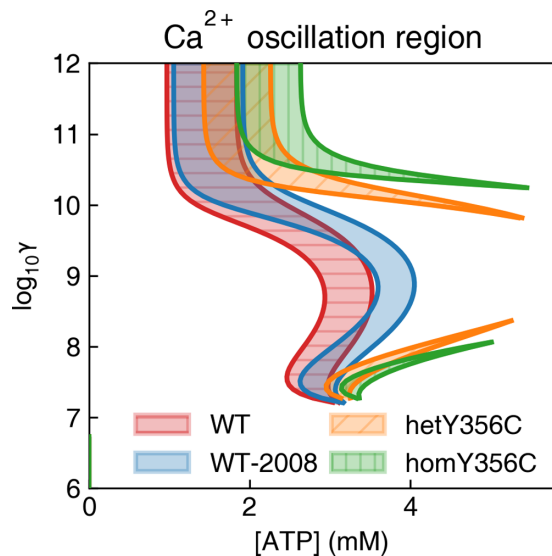 Ca²⁺ oscillation region
12
11
10
9
8
7
6
log₁₀γ
WT
WT-2008
hetY356C
homY356C
0
2
4
[ATP] (mM)